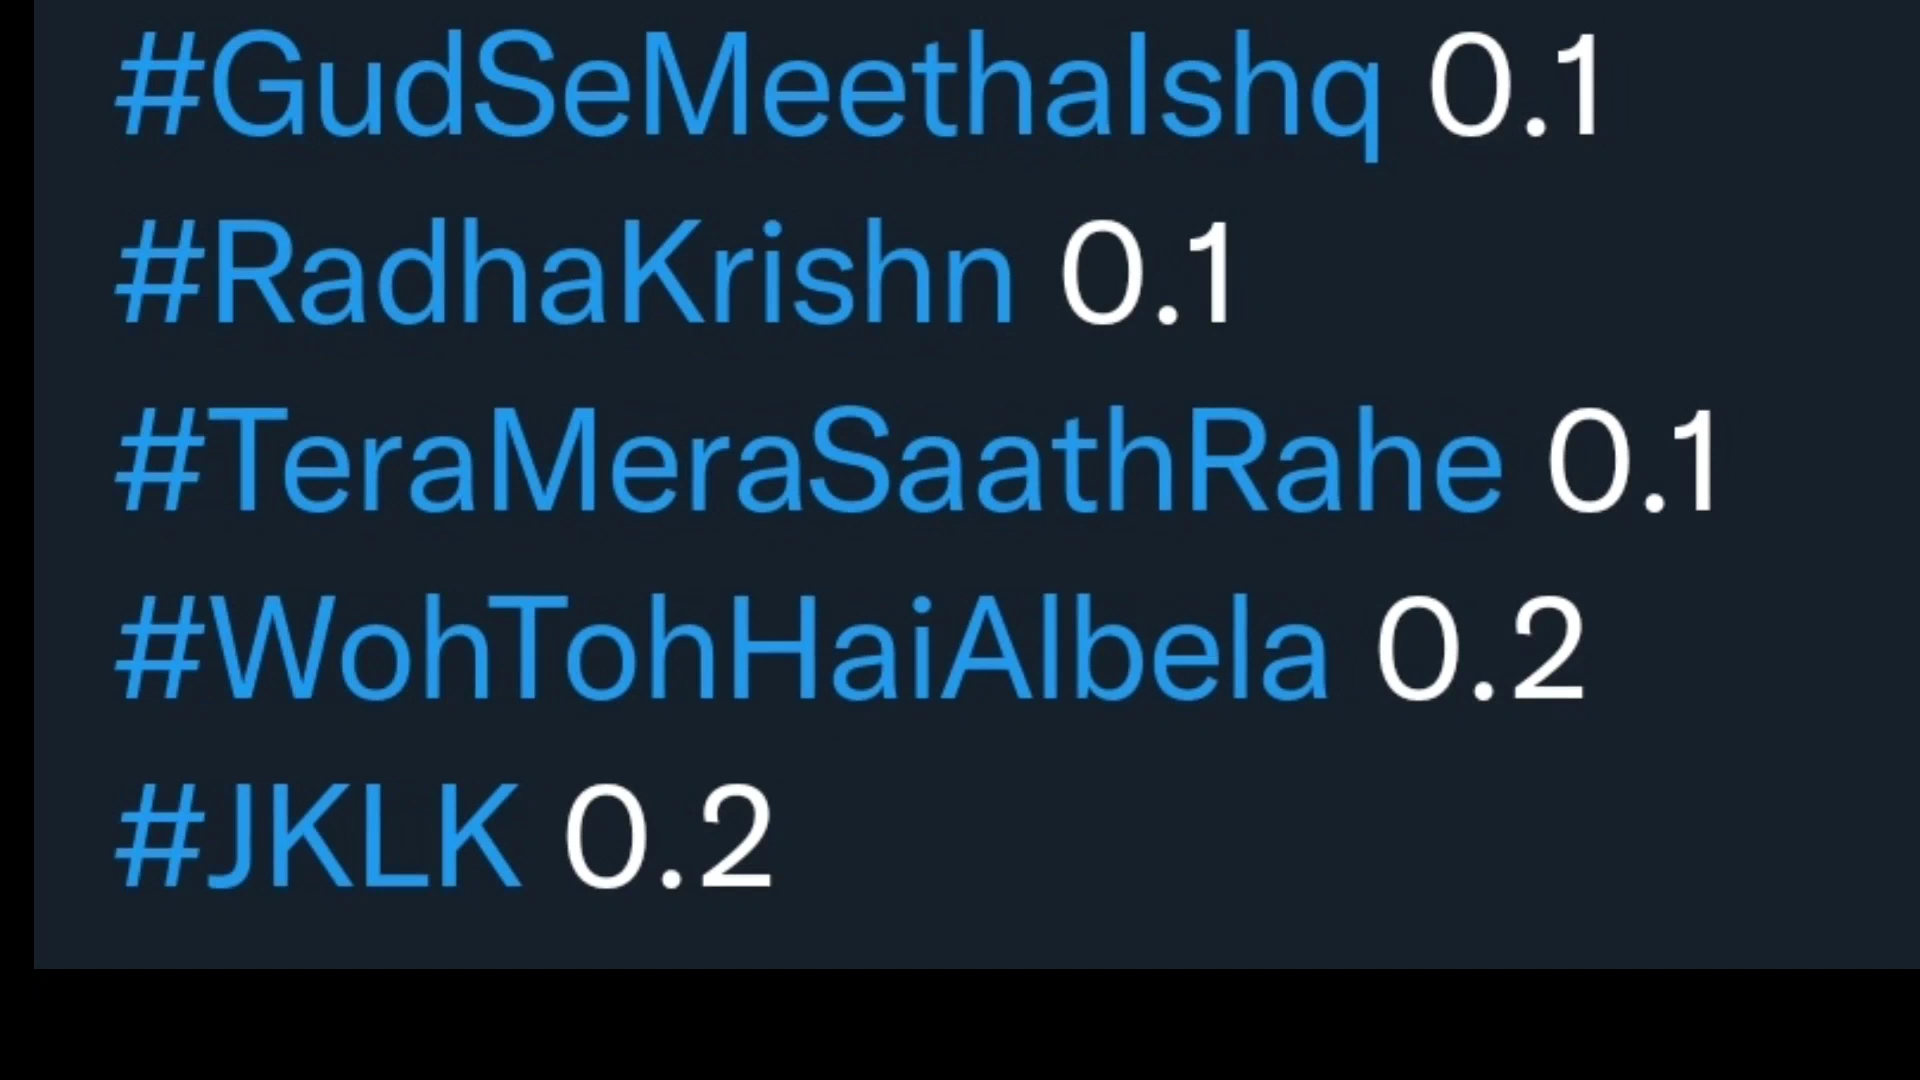 #GudSeMeethaIshq 0.1
#RadhaKrishn 0.1
#TeraMeraSaathRahe 0.1
#WohTohHaiAlbela 0.2
#JKLK 0.2